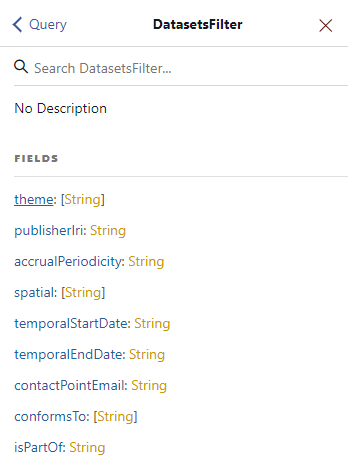 Query DatasetsFilter
Search DatasetsFilter...
No Description
FIELDS
theme: [String]
publisherIri: String
accrualPeriodicity: String
spatial: [String]
temporalStartDate: String
temporalEndDate: String
contactPointEmail: String
conformsTo: [String]
isPartOf: String